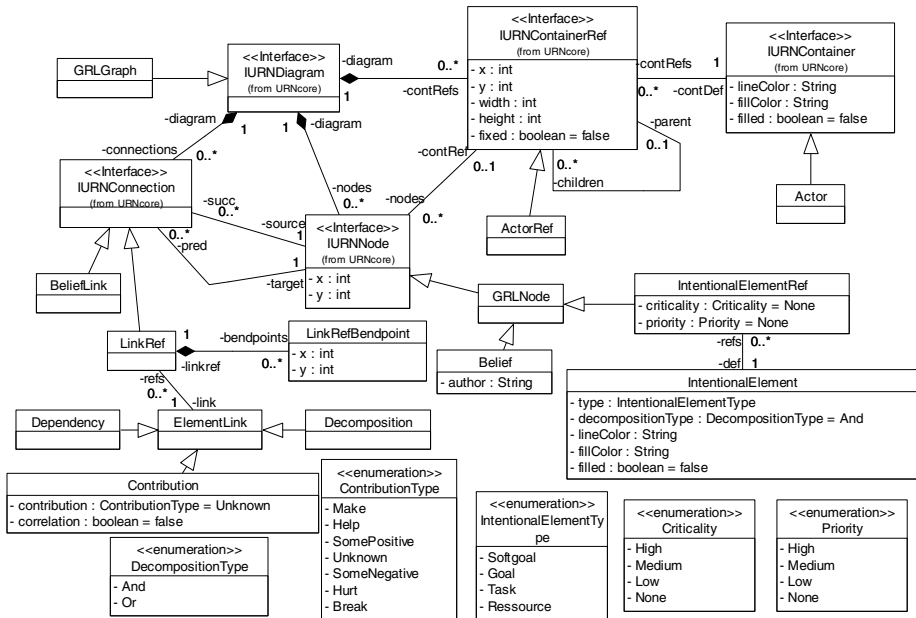 <<Interface>>
IURNDiagram
(from URNcore)
GRLGraph
-diagram
1
0..*
-contRefs
<<Interface>>
IURNContainerRef
(from URNcore)
- x : int
- y : int
- width : int
- height : int
- fixed : boolean = false
-contRefs
0..*
1
-contDef
<<Interface>>
IURNContainer
(from URNcore)
- lineColor : String
- fillColor : String
- filled : boolean = false
-diagram
1
-connections
0..*
1
-diagram
-nodes
0..*
-contRef
0..1
-nodes
0..*
-parent
0..1
0..*
-children
ActorRef
Actor
<<Interface>>
IURNConnection
(from URNcore)
-succ
0..*
-source
1
0..*
-pred
1
-target
<<Interface>>
IURNNode
(from URNcore)
- x : int
- y : int
BeliefLink
GRLNode
IntentionalElementRef
- criticality : Criticality = None
- priority : Priority = None
LinkRef
1
-linkref
-bendpoints
0..*
LinkRefBendpoint
- x : int
- y : int
Belief
- author : String
-refs
0..*
-def
1
-refs
0..*
1
-link
IntentionalElement
- type : IntentionalElementType
- decompositionType : DecompositionType = And
- lineColor : String
- fillColor : String
- filled : boolean = false
Dependency
ElementLink
Decomposition
Contribution
- contribution : ContributionType = Unknown
- correlation : boolean = false
<<enumeration>>
DecompositionType
- And
- Or
<<enumeration>>
ContributionType
- Make
- Help
- SomePositive
- Unknown
- SomeNegative
- Hurt
- Break
<<enumeration>>
IntentionalElementTy
pe
- Softgoal
- Goal
- Task
- Ressource
<<enumeration>>
Criticality
- High
- Medium
- Low
- None
<<enumeration>>
Priority
- High
- Medium
- Low
- None